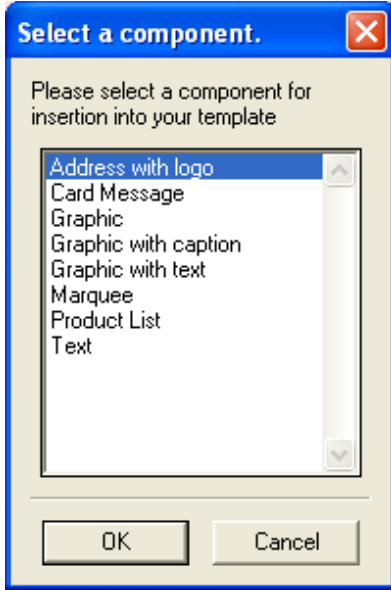 Select a component.
Please select a component for
insertion into your template
Address with logo
Card Message
Graphic
Graphic with caption
Graphic with text
Marquee
Product List
Text
OK
Cancel